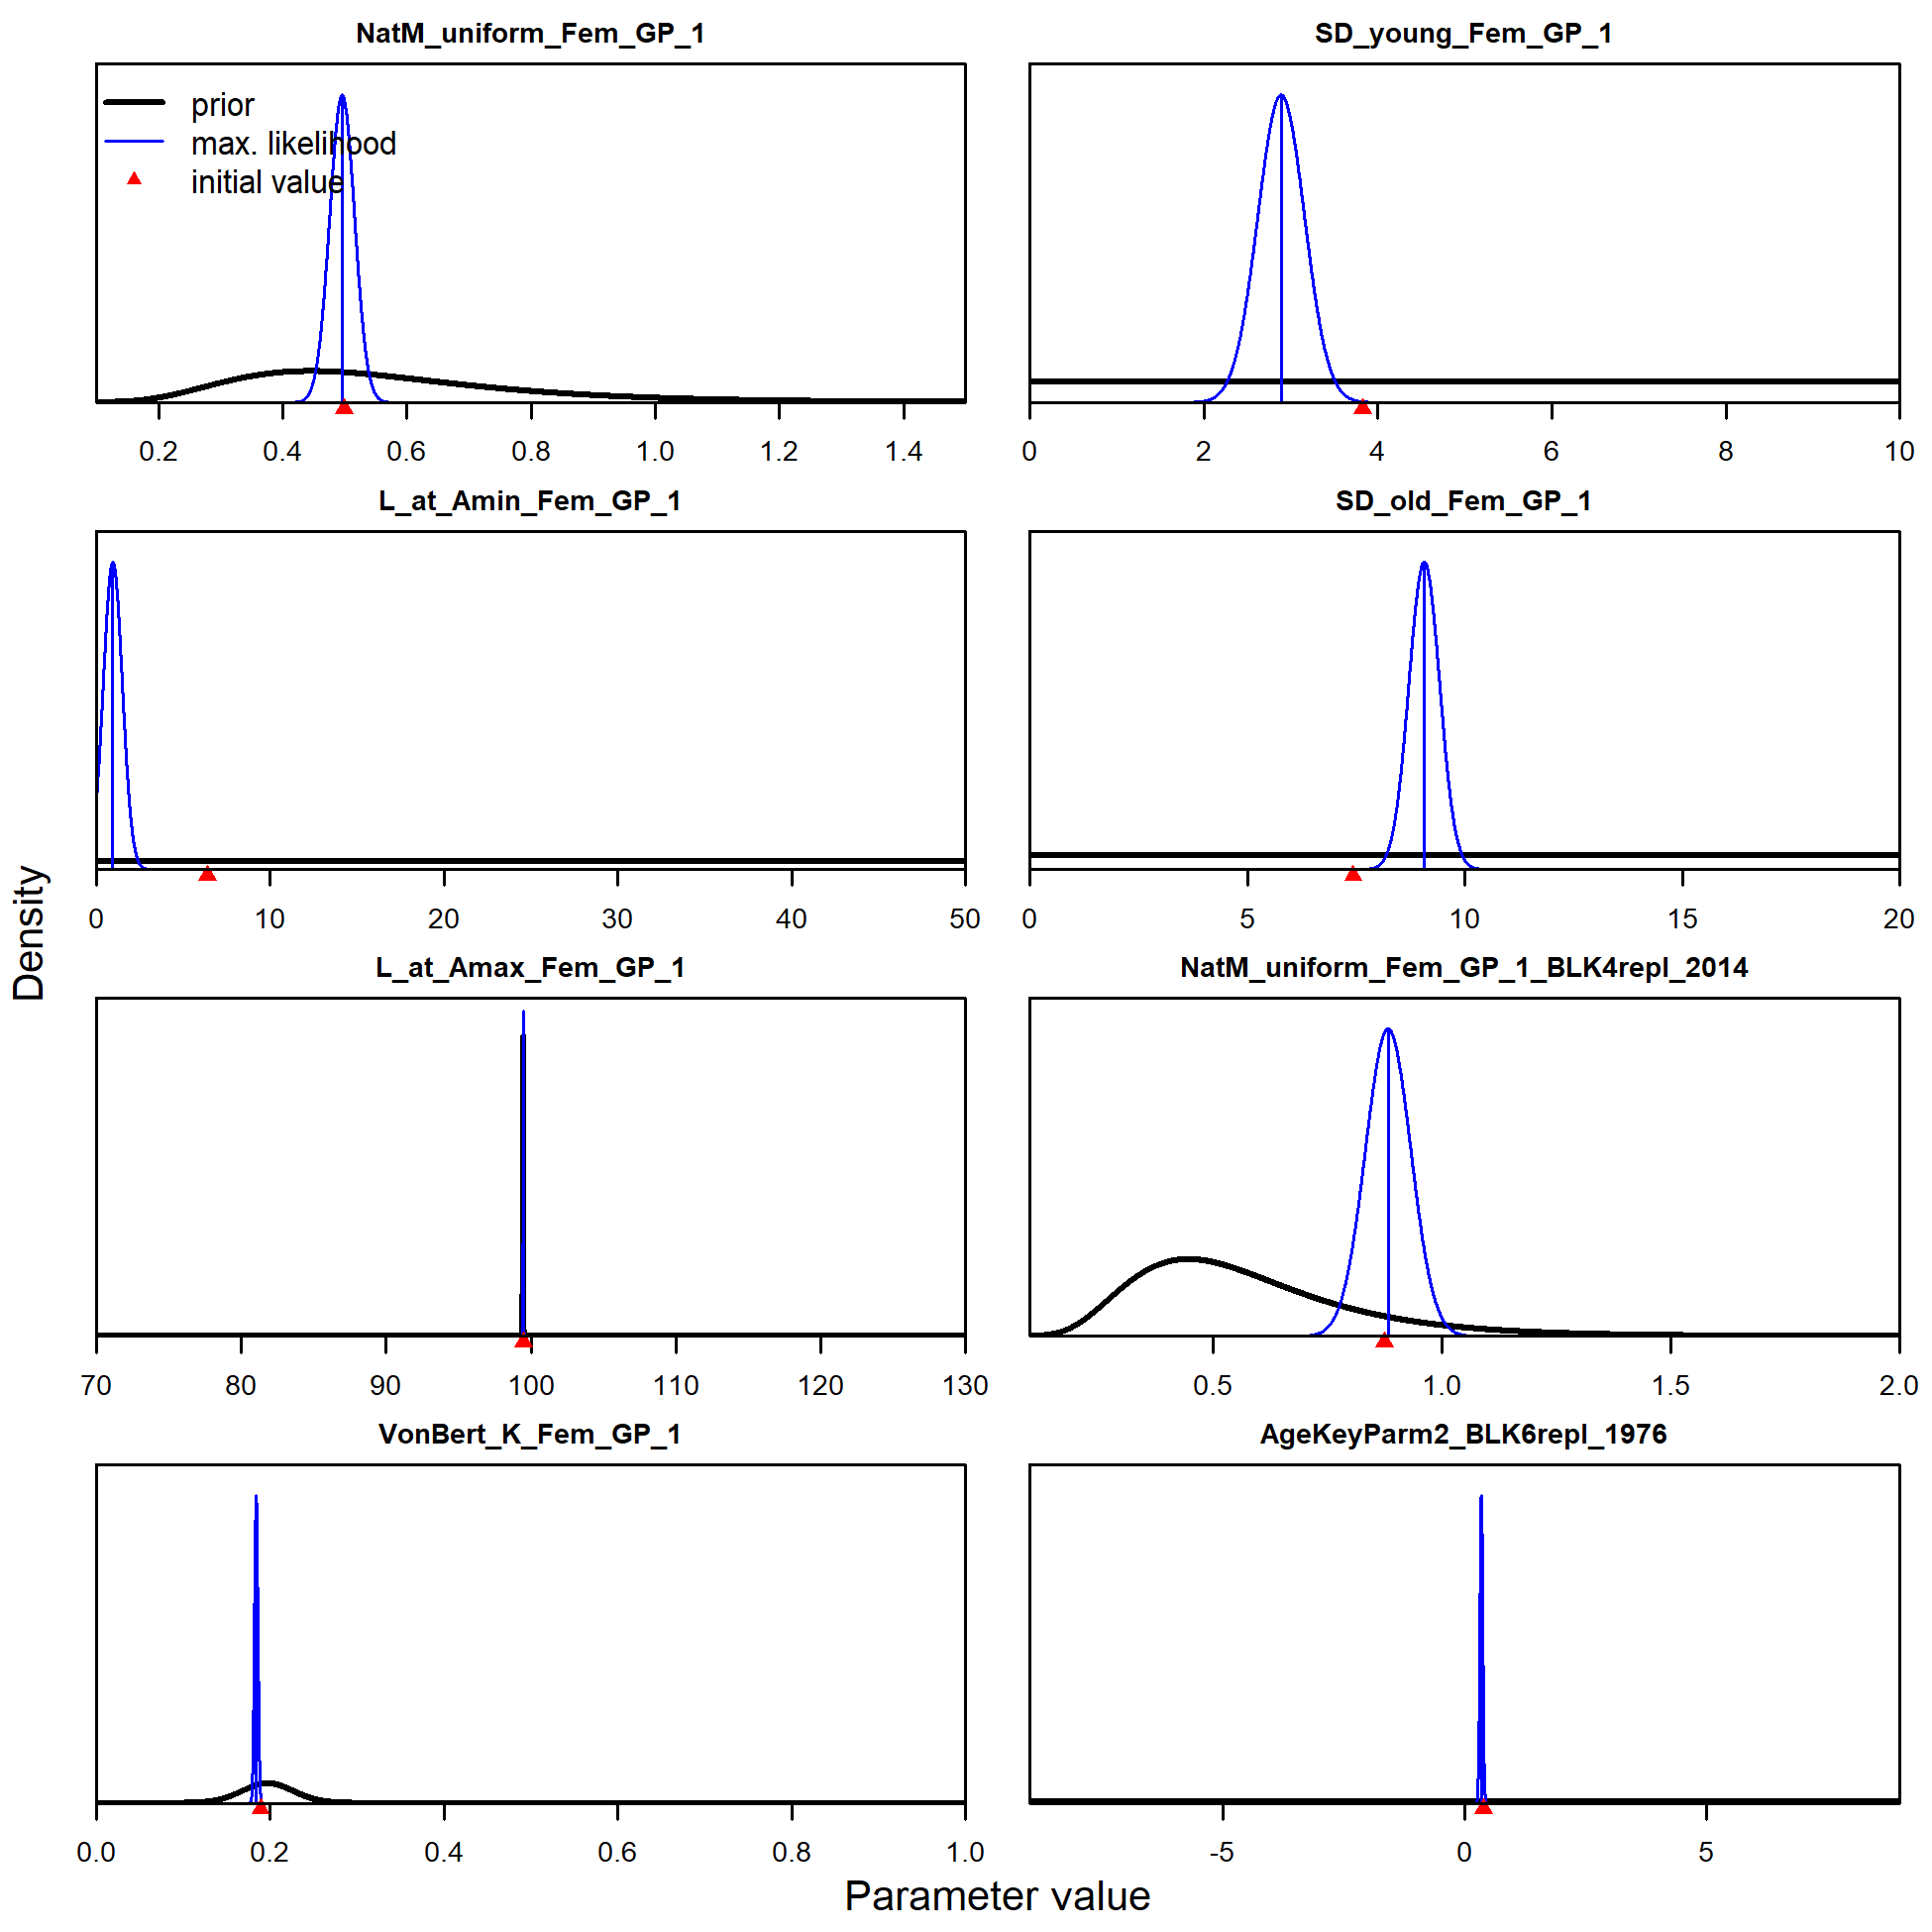 NatM_uniform_Fem_GP_1
prior
max. likelihood
initial value
0.2 0.4 0.6 0.8 1.0 1.2 1.4
SD_young_Fem_GP_1
0 2 4 6 8 10
L_at_Amin_Fem_GP_1
0 10 20 30 40 50
SD_old_Fem_GP_1
0 5 10 15 20
Density
L_at_Amax_Fem_GP_1
70 80 90 100 110 120 130
NatM_uniform_Fem_GP_1_BLK4repl_2014
0.5 1.0 1.5 2.0
VonBert_K_Fem_GP_1
0.0 0.2 0.4 0.6 0.8 1.0
AgeKeyParm2_BLK6repl_1976
-5 0 5
Parameter value